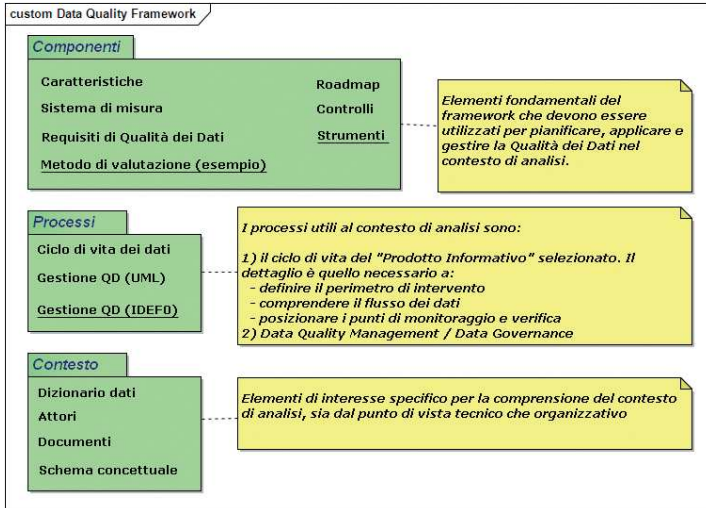 custom Data Quality Framework
Componenti
Caratteristiche
Sistema di misura
Requisiti di Qualità dei Dati
Metodo di valutazione (esempio)
Roadmap
Controlli
Strumenti
Elementi fondamentali del
framework che devono essere
utilizzati per pianificare, applicare e
gestire la Qualità dei Dati nel
contesto di analisi.
Processi
Ciclo di vita dei dati
Gestione QD (UML)
Gestione QD (IDEF0)
I processi utili al contesto di analisi sono:
1) il ciclo di vita del "Prodotto Informativo" selezionato. Il
dettaglio è quello necessario a:
- definire il perimetro di intervento
- comprendere il flusso dei dati
- posizionare i punti di monitoraggio e verifica
2) Data Quality Management / Data Governance
Contesto
Dizionario dati
Attori
Documenti
Schema concettuale
Elementi di interesse specifico per la comprensione del contesto
di analisi, sia dal punto di vista tecnico che organizzativo